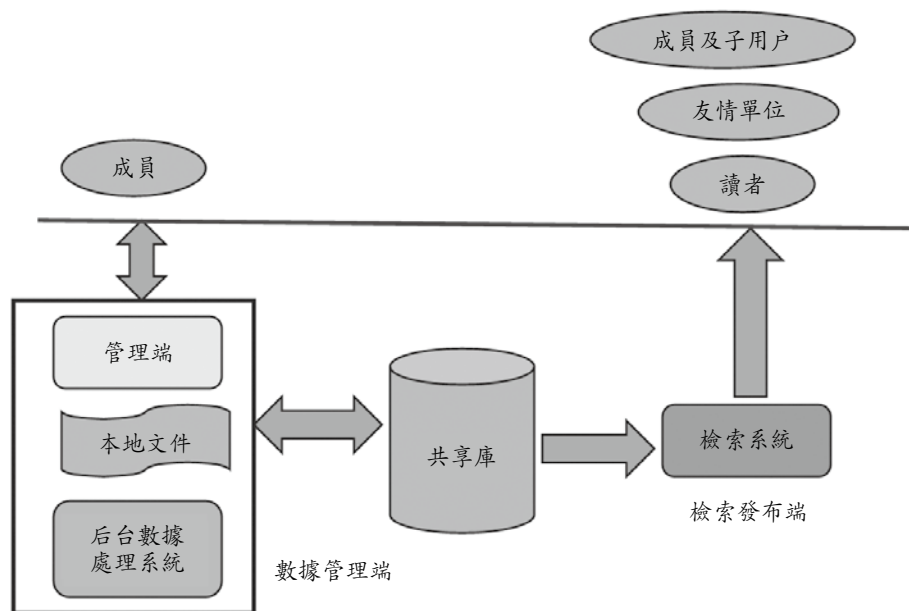 成員及子用户
友情單位
成員
讀者
管理端
本地文件
共享庫
檢索系統
檢索發布端
后台數據
處理系統
數據管理端